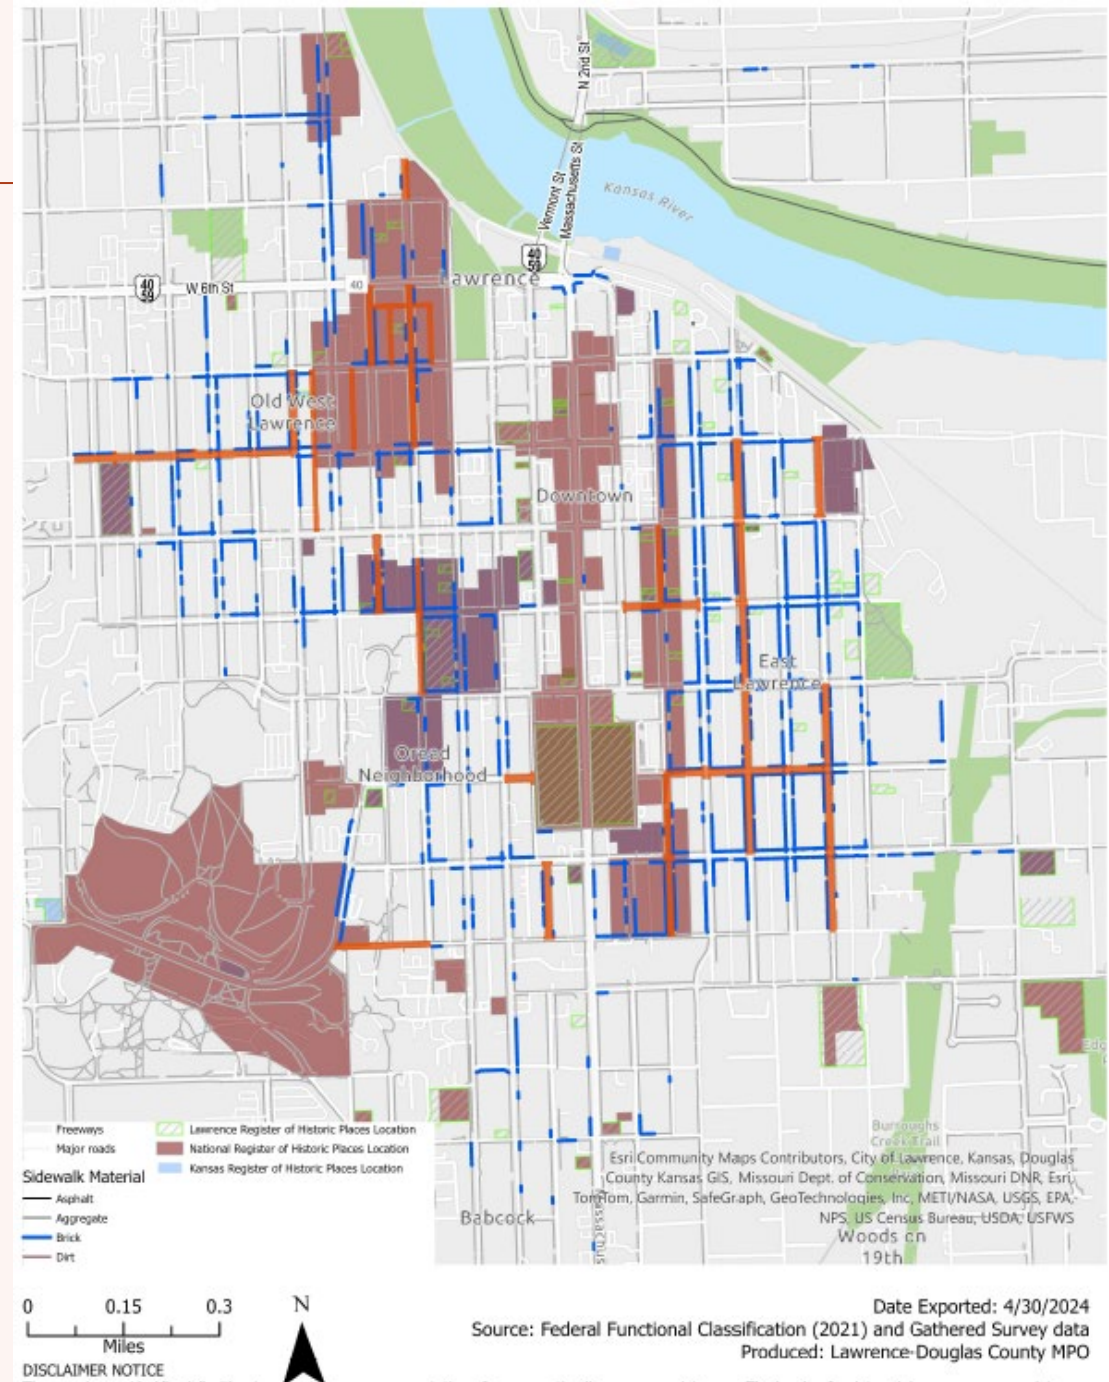 N 2nd St
Vermont St
Massachusetts St
Kansas River
40
59
Lawrence
40
59
W 6th St
40
Old West
Lawrence
Downtown
East
Lawrence
Oread
Neighborhood
Burroughs
Creek Trail
Babcock
Woods on
19th
Freeways
Major roads
Lawrence Register of Historic Places Location
National Register of Historic Places Location
Kansas Register of Historic Places Location
Sidewalk Material
Asphalt
Aggregate
Brick
Dirt
Esri Community Maps Contributors, City of Lawrence, Kansas, Douglas
County Kansas GIS, Missouri Dept. of Conservation, Missouri DNR, Esri,
TomTom, Garmin, SafeGraph, GeoTechnologies, Inc, METI/NASA, USGS, EPA,
NPS, US Census Bureau, USDA, USFWS
0 0.15 0.3
Miles
N
Date Exported: 4/30/2024
Source: Federal Functional Classification (2021) and Gathered Survey data
Produced: Lawrence-Douglas County MPO
DISCLAIMER NOTICE